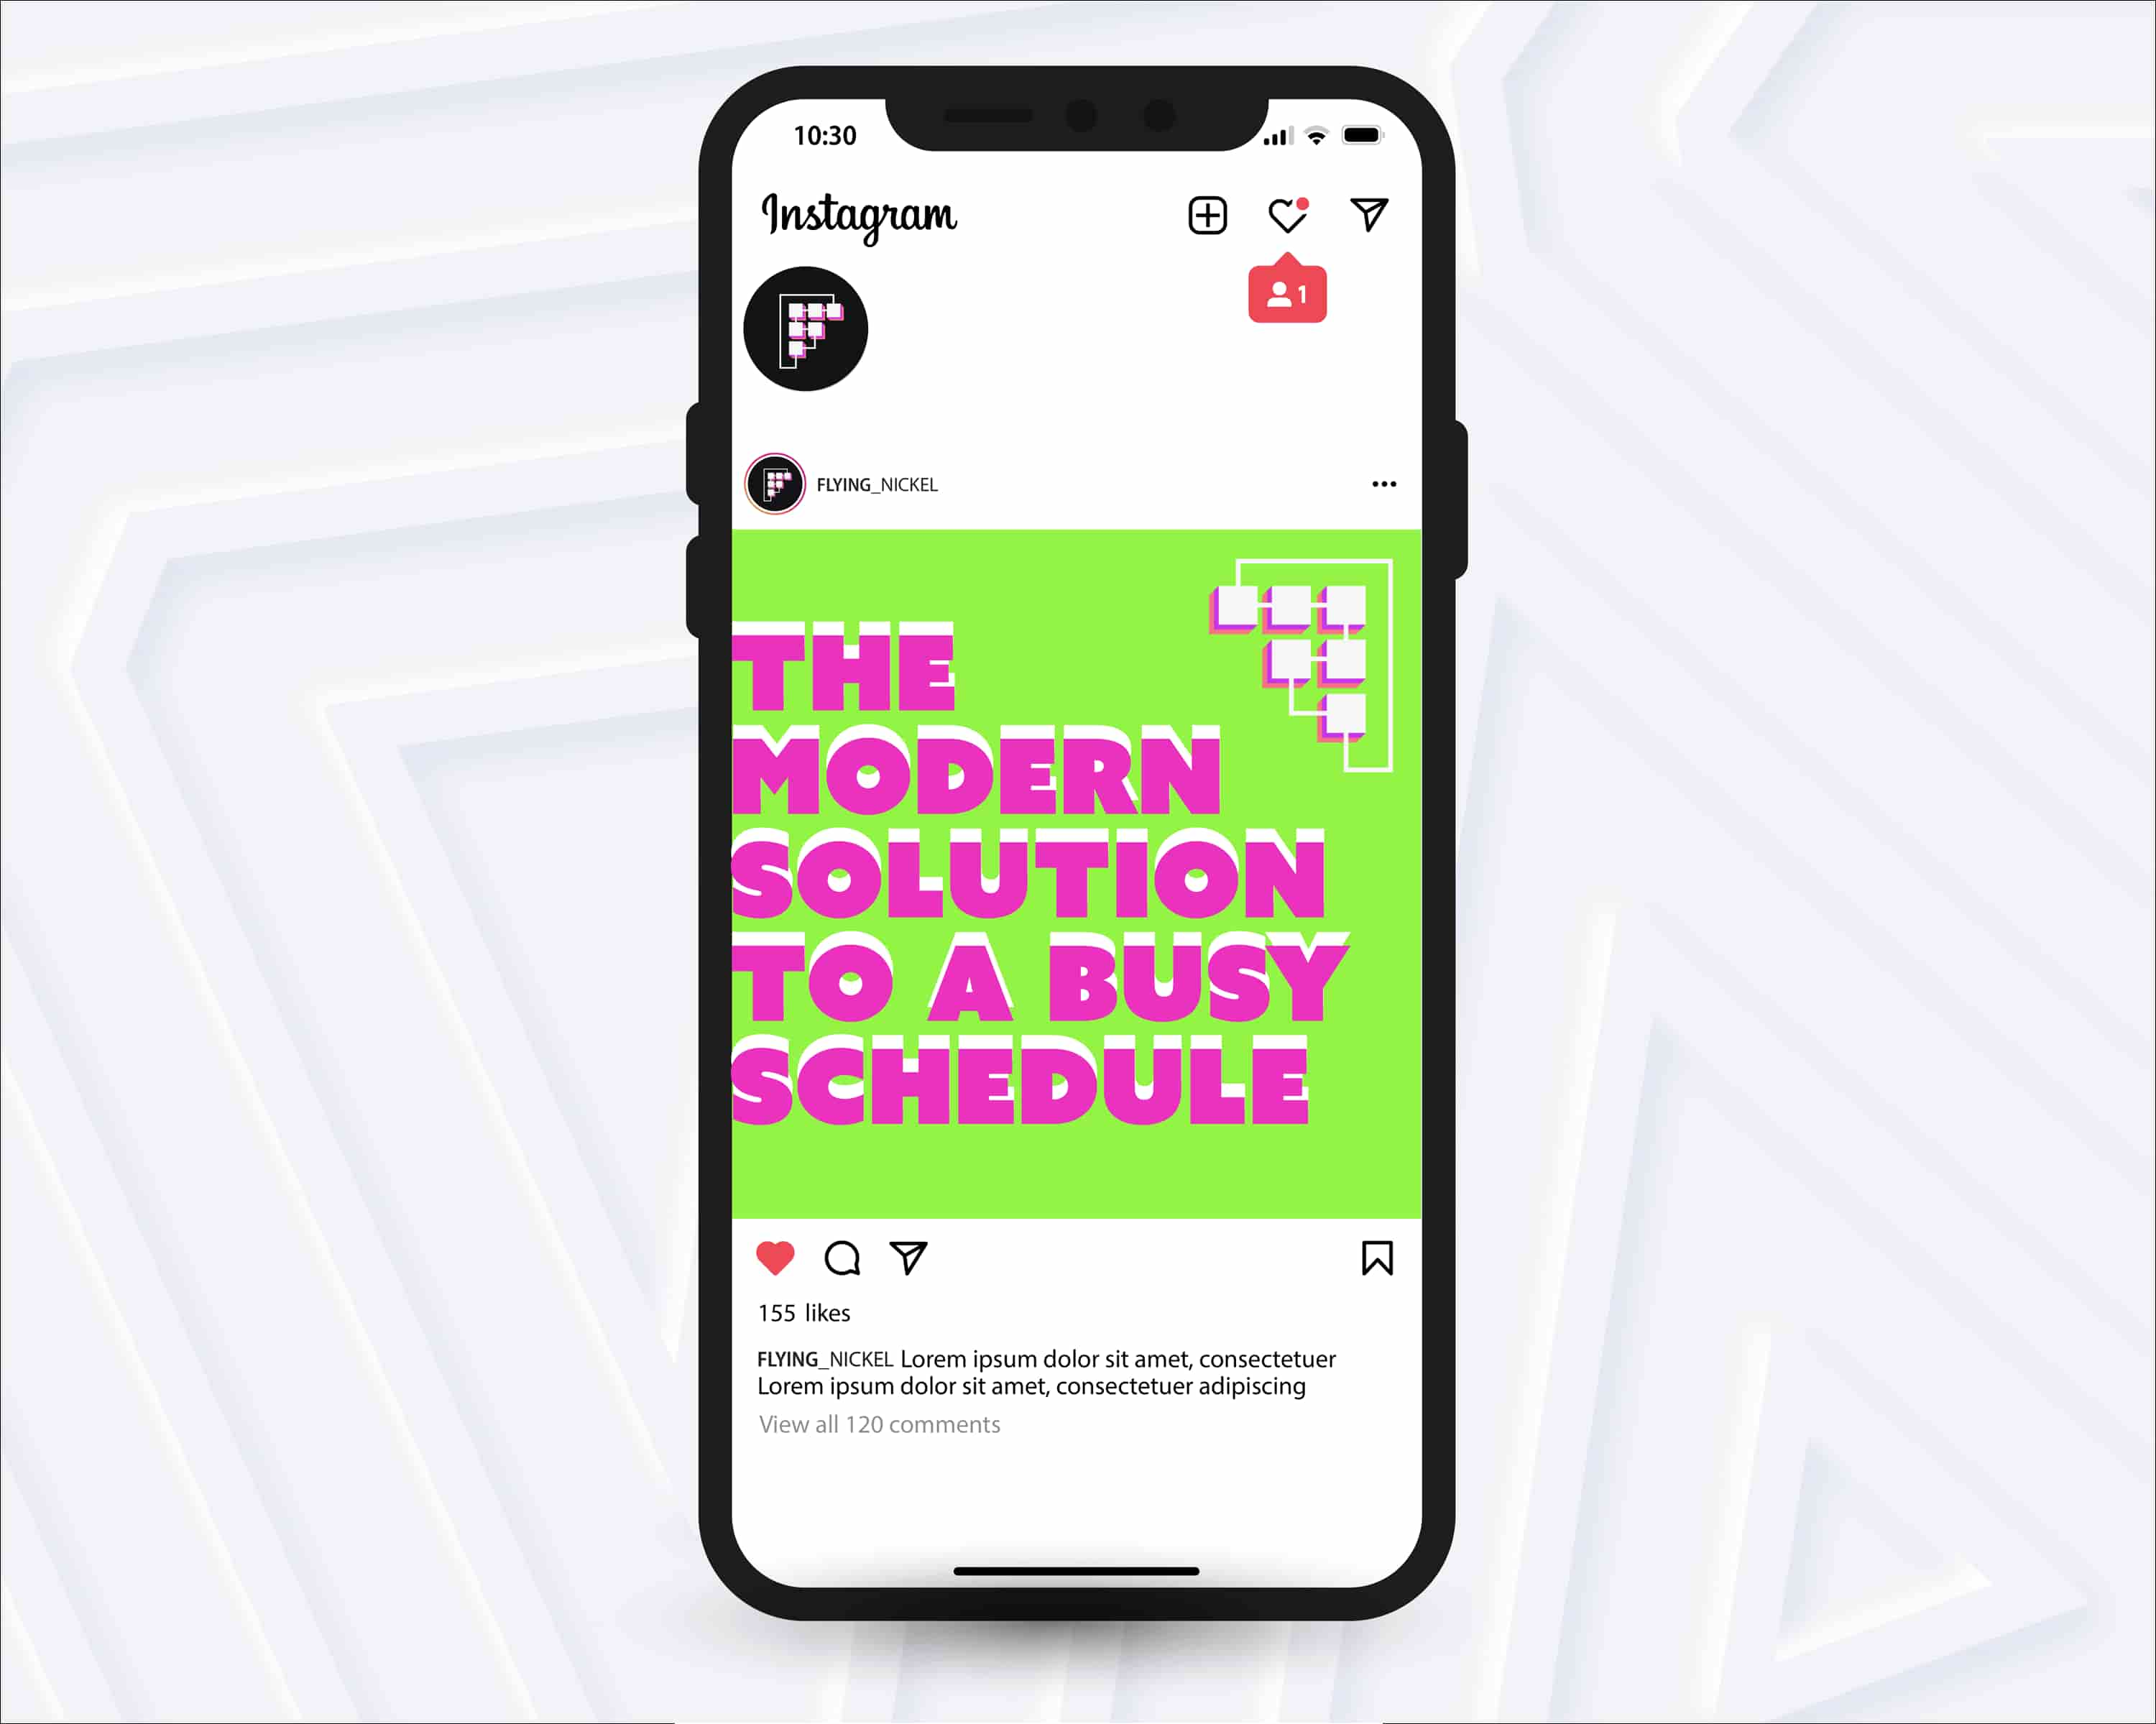 10:30
Instagram
1
FLYING_NICKEL
THE
MODERN
SOLUTION
TO A BUSY
SCHEDULE
155 likes
FLYING_NICKEL Lorem ipsum dolor sit amet, consectetuer
Lorem ipsum dolor sit amet, consectetuer adipiscing
View all 120 comments